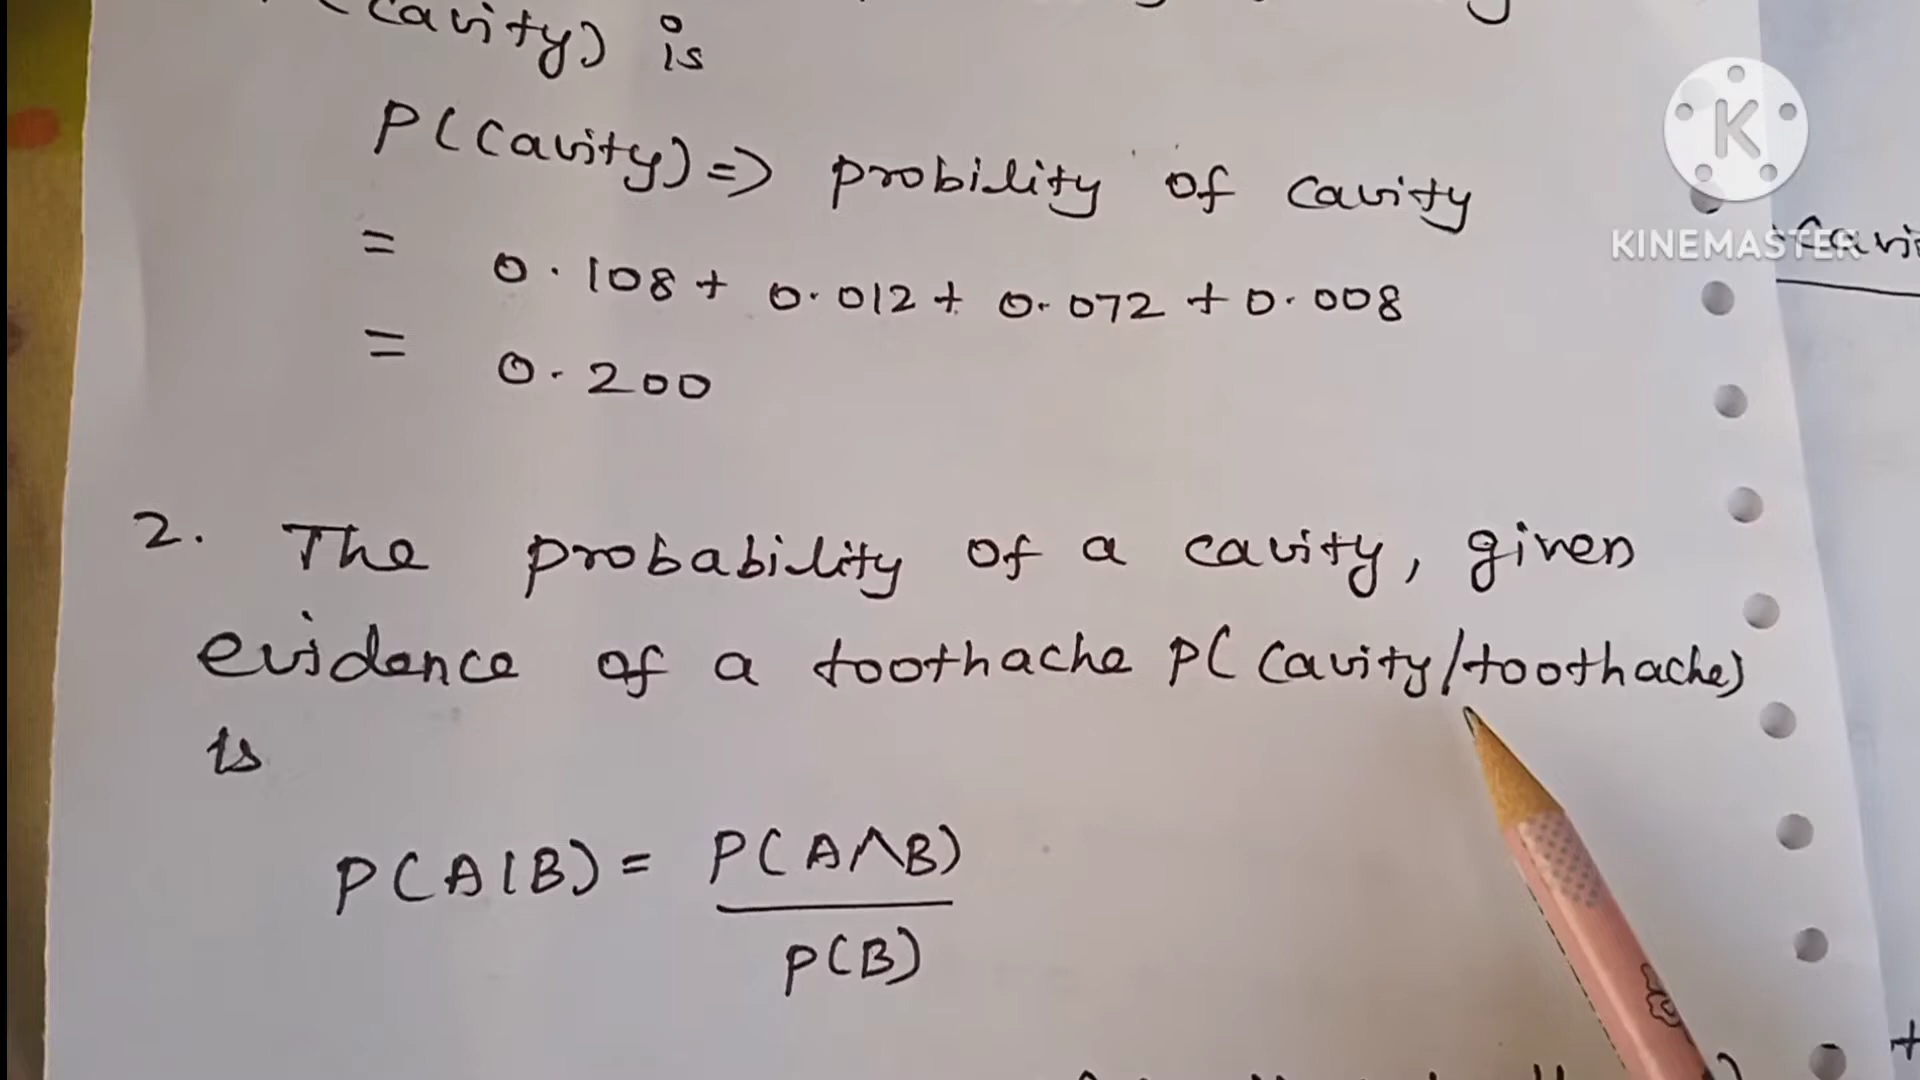 Cavity) is
P(Cavity) => probility of cavity
= 0.108 + 0.012 + 0.072 + 0.008
= 0.200
2. The probability of a cavity, given
evidence of a toothache P(Cavity/toothache)
is
P(A|B) = P(A∧B)
P(B)
K
KINEMASTER